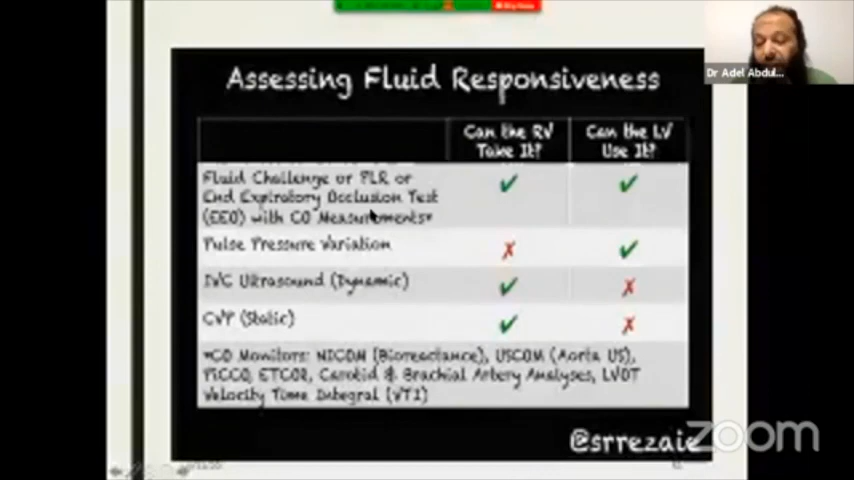 Dr Adel Abdul...
Assessing Fluid Responsiveness
Can the RV
Take It?
Can the LV
Use It?
Fluid Challenge or PLR or
End Expiratory Occlusion Test
(EEO) with CO Measurements*
✓ ✓
Pulse Pressure Variation
✗ ✓
IVC Ultrasound (Dynamic)
✓ ✗
CVP (Static)
✓ ✗
*CO Monitors: NICOM (Bioreactance), USCOM (Aorta US),
PiCCO, ETCO2, Carotid & Brachial Artery Analyses, LVOT
Velocity Time Integral (VTI)
@srrezaie
zoom